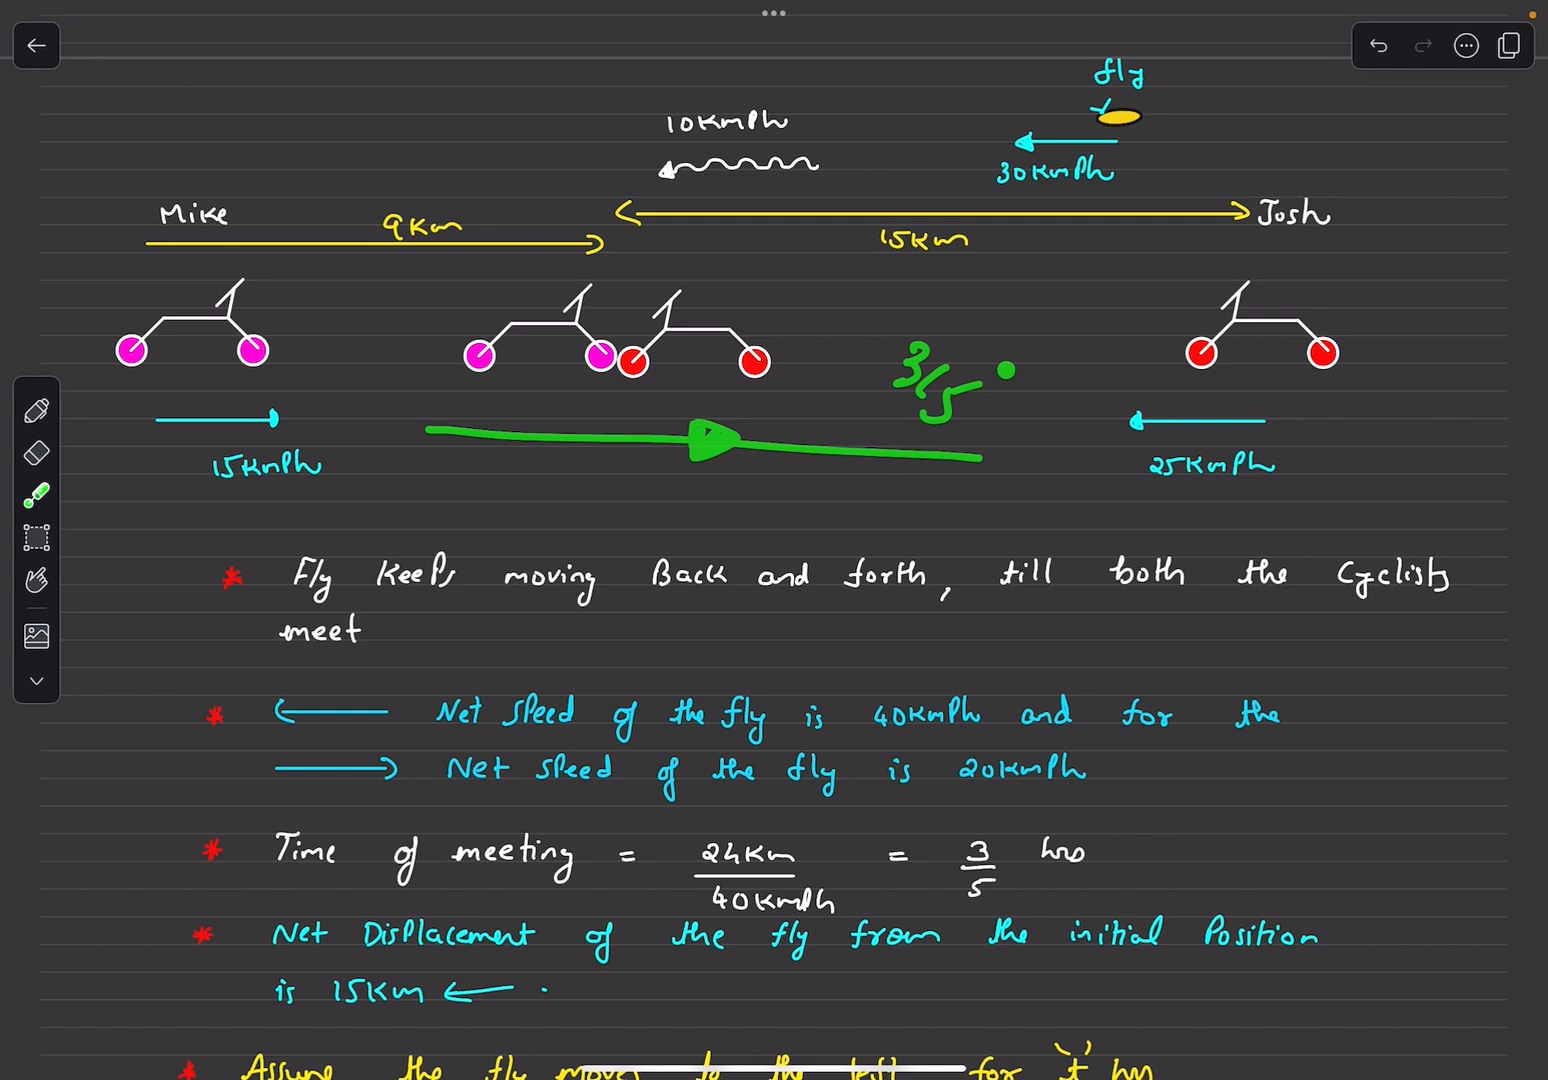 fly
10KmPh
30KmPh
Mike
9Km
15Km
Josh
3/5
15KmPh
25KmPh
* Fly keeps moving Back and forth, till both the Cyclists
meet
* ← Net speed of the fly is 40KmPh and for the
→ Net speed of the fly is 20KmPh
* Time of meeting = 24Km / 40KmPh = 3/5 hrs
* Net Displacement of the fly from the initial Position
is 15Km ← .
* Assume the fly moves to the left for 't' hrs